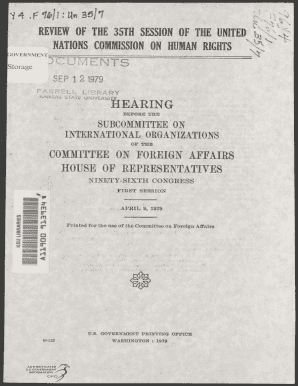 Y4.F 76/1: Un 35/7
REVIEW OF THE 35TH SESSION OF THE UNITED
NATIONS COMMISSION ON HUMAN RIGHTS
GOVERNMENT
Storage
DOCUMENTS
SEP 12 1979
FARRELL LIBRARY
KANSAS STATE UNIVERSITY
HEARING
BEFORE THE
SUBCOMMITTEE ON
INTERNATIONAL ORGANIZATIONS
OF THE
COMMITTEE ON FOREIGN AFFAIRS
HOUSE OF REPRESENTATIVES
NINETY-SIXTH CONGRESS
FIRST SESSION
APRIL 2, 1979
Printed for the use of the Committee on Foreign Affairs
U.S. GOVERNMENT PRINTING OFFICE
WASHINGTON : 1979